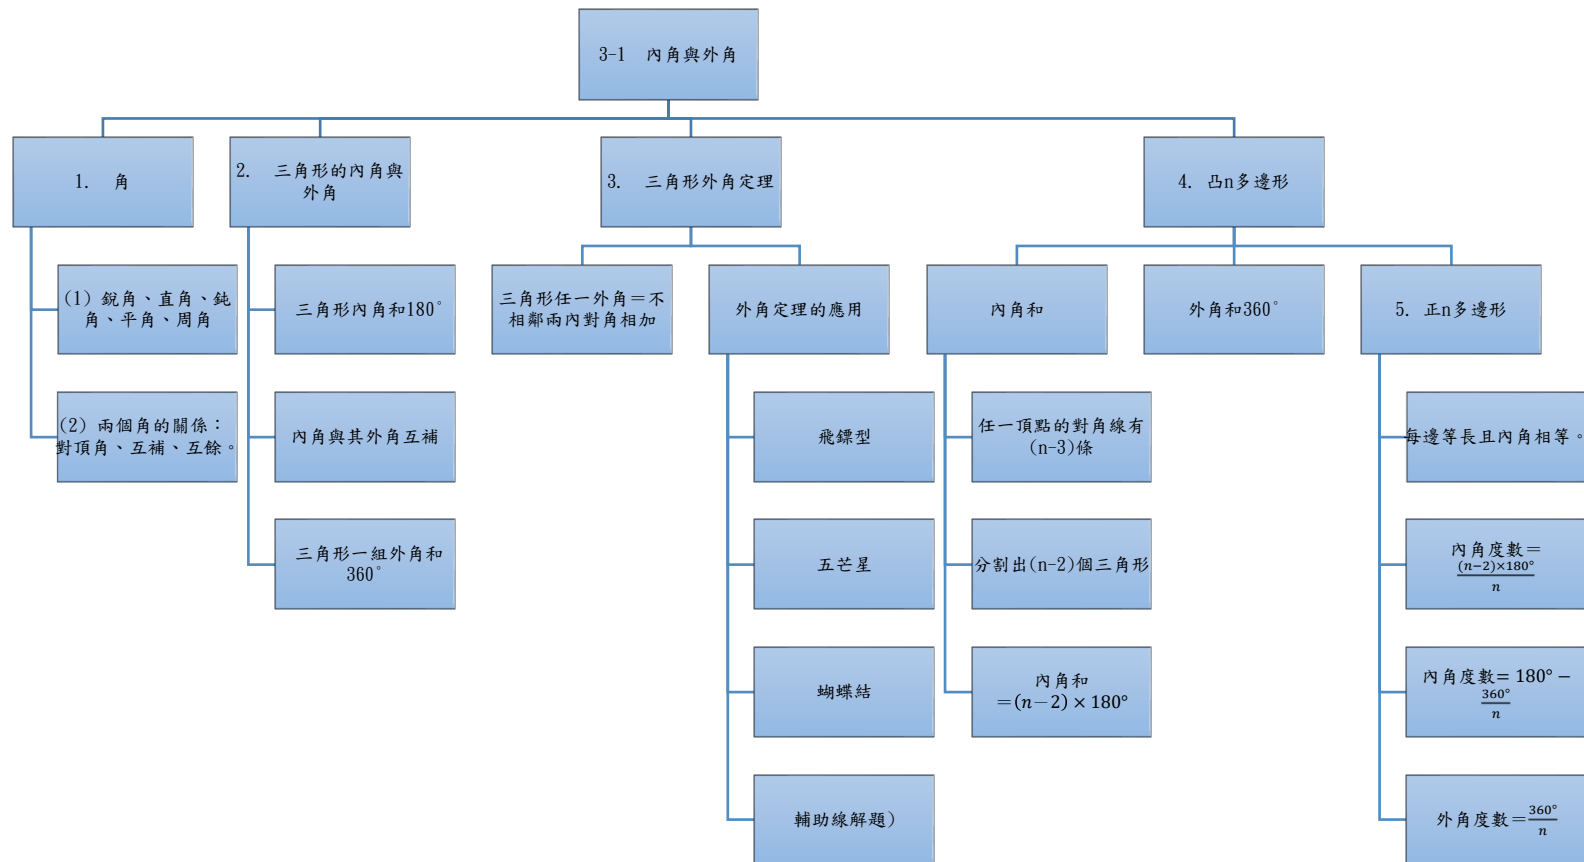 3-1 內角與外角
1. 角
2. 三角形的內角與
外角
3. 三角形外角定理
4. 凸n多邊形
(1) 銳角、直角、鈍
角、平角、周角
三角形內角和180°
三角形任一外角＝不
相鄰兩內對角相加
外角定理的應用
內角和
外角和360°
5. 正n多邊形
(2) 兩個角的關係：
對頂角、互補、互餘。
內角與其外角互補
飛鏢型
任一頂點的對角線有
(n-3)條
每邊等長且內角相等。
三角形一組外角和
360°
五芒星
分割出(n-2)個三角形
內角度數＝
(n−2)×180°
n
蝴蝶結
內角和
＝(n−2) × 180°
內角度數= 180° −
360°
n
輔助線解題)
外角度數＝360°/n